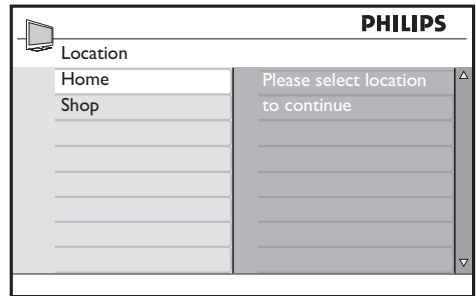 PHILIPS
Location
Home
Shop
Please select location
to continue